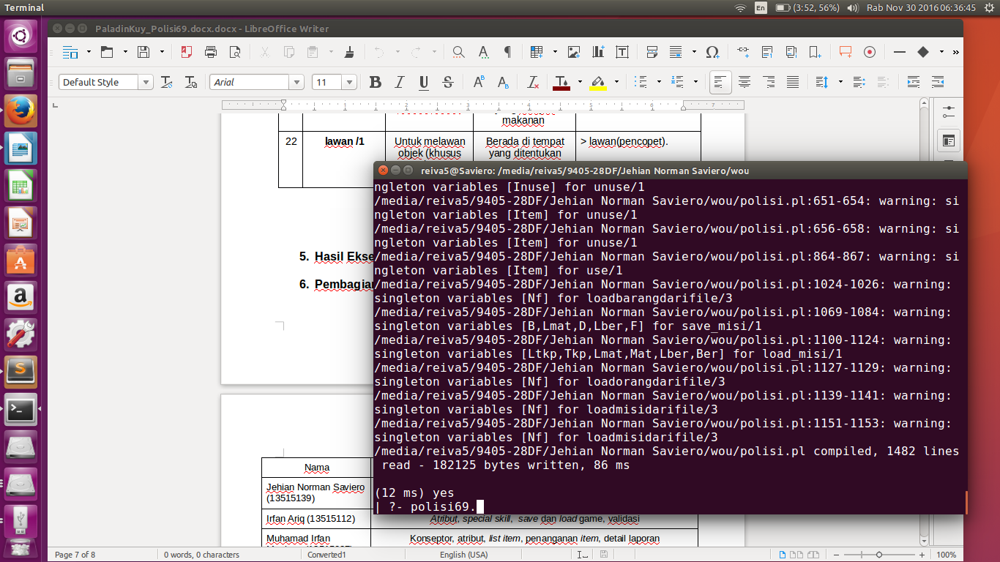 Terminal
En
(3:52, 56%)
Rab Nov 30 2016 06:36:45
PaladinKuy_Polisi69.docx.docx - LibreOffice Writer
Default Style
Arial
11
1
1
2
3
4
5
6
7
makanan
22
lawan /1
Untuk melawan
objek (khusus
Berada di tempat
yang ditentukan
> lawan(pencopet).
5. Hasil Ekse
6. Pembagian
reiva5@Saviero: /media/reiva5/9405-28DF/Jehian Norman Saviero/wou
ngleton variables [Inuse] for unuse/1
/media/reiva5/9405-28DF/Jehian Norman Saviero/wou/polisi.pl:651-654: warning: si
ngleton variables [Item] for unuse/1
/media/reiva5/9405-28DF/Jehian Norman Saviero/wou/polisi.pl:656-658: warning: si
ngleton variables [Item] for unuse/1
/media/reiva5/9405-28DF/Jehian Norman Saviero/wou/polisi.pl:864-867: warning: si
ngleton variables [Item] for use/1
/media/reiva5/9405-28DF/Jehian Norman Saviero/wou/polisi.pl:1024-1026: warning:
singleton variables [Nf] for loadbarangdarifile/3
/media/reiva5/9405-28DF/Jehian Norman Saviero/wou/polisi.pl:1069-1084: warning:
singleton variables [B,Lmat,D,Lber,F] for save_misi/1
/media/reiva5/9405-28DF/Jehian Norman Saviero/wou/polisi.pl:1100-1124: warning:
singleton variables [Ltkp,Tkp,Lmat,Mat,Lber,Ber] for load_misi/1
/media/reiva5/9405-28DF/Jehian Norman Saviero/wou/polisi.pl:1127-1129: warning:
singleton variables [Nf] for loadorangdarifile/3
/media/reiva5/9405-28DF/Jehian Norman Saviero/wou/polisi.pl:1139-1141: warning:
singleton variables [Nf] for loadmisidarifile/3
/media/reiva5/9405-28DF/Jehian Norman Saviero/wou/polisi.pl:1151-1153: warning:
singleton variables [Nf] for loadmisidarifile/3
/media/reiva5/9405-28DF/Jehian Norman Saviero/wou/polisi.pl compiled, 1482 lines
read - 182125 bytes written, 86 ms
(12 ms) yes
| ?- polisi69.
Nama
Jehian Norman Saviero
(13515139)
Irfan Ariq (13515112)
Atribut, special skill, save dan load game, validasi
Muhamad Irfan
Konseptor, atribut, list item, penanganan item, detail laporan
Page 7 of 8
0 words, 0 characters
Converted1
English (USA)
100%